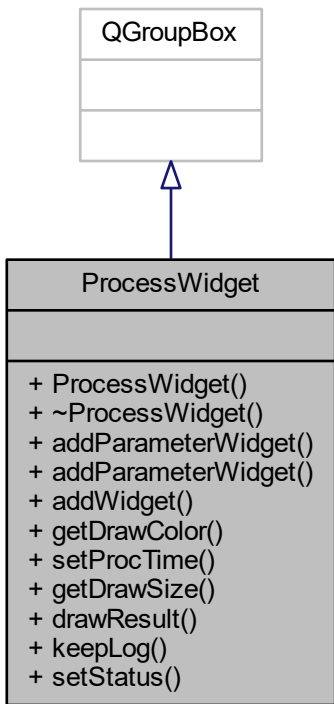 QGroupBox
ProcessWidget
+ ProcessWidget()
+ ~ProcessWidget()
+ addParameterWidget()
+ addParameterWidget()
+ addWidget()
+ getDrawColor()
+ setProcTime()
+ getDrawSize()
+ drawResult()
+ keepLog()
+ setStatus()